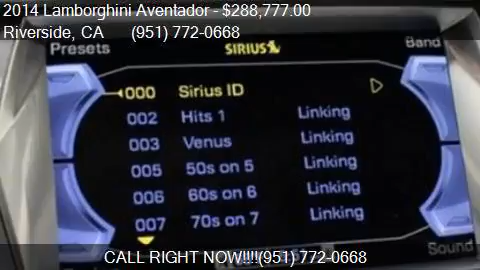 2014 Lamborghini Aventador - $288,777.00
Riverside, CA (951) 772-0668
Presets SIRIUS Band
000 Sirius ID
002 Hits 1 Linking
003 Venus Linking
005 50s on 5 Linking
006 60s on 6 Linking
007 70s on 7 Linking
Sound
CALL RIGHT NOW!!!!(951) 772-0668